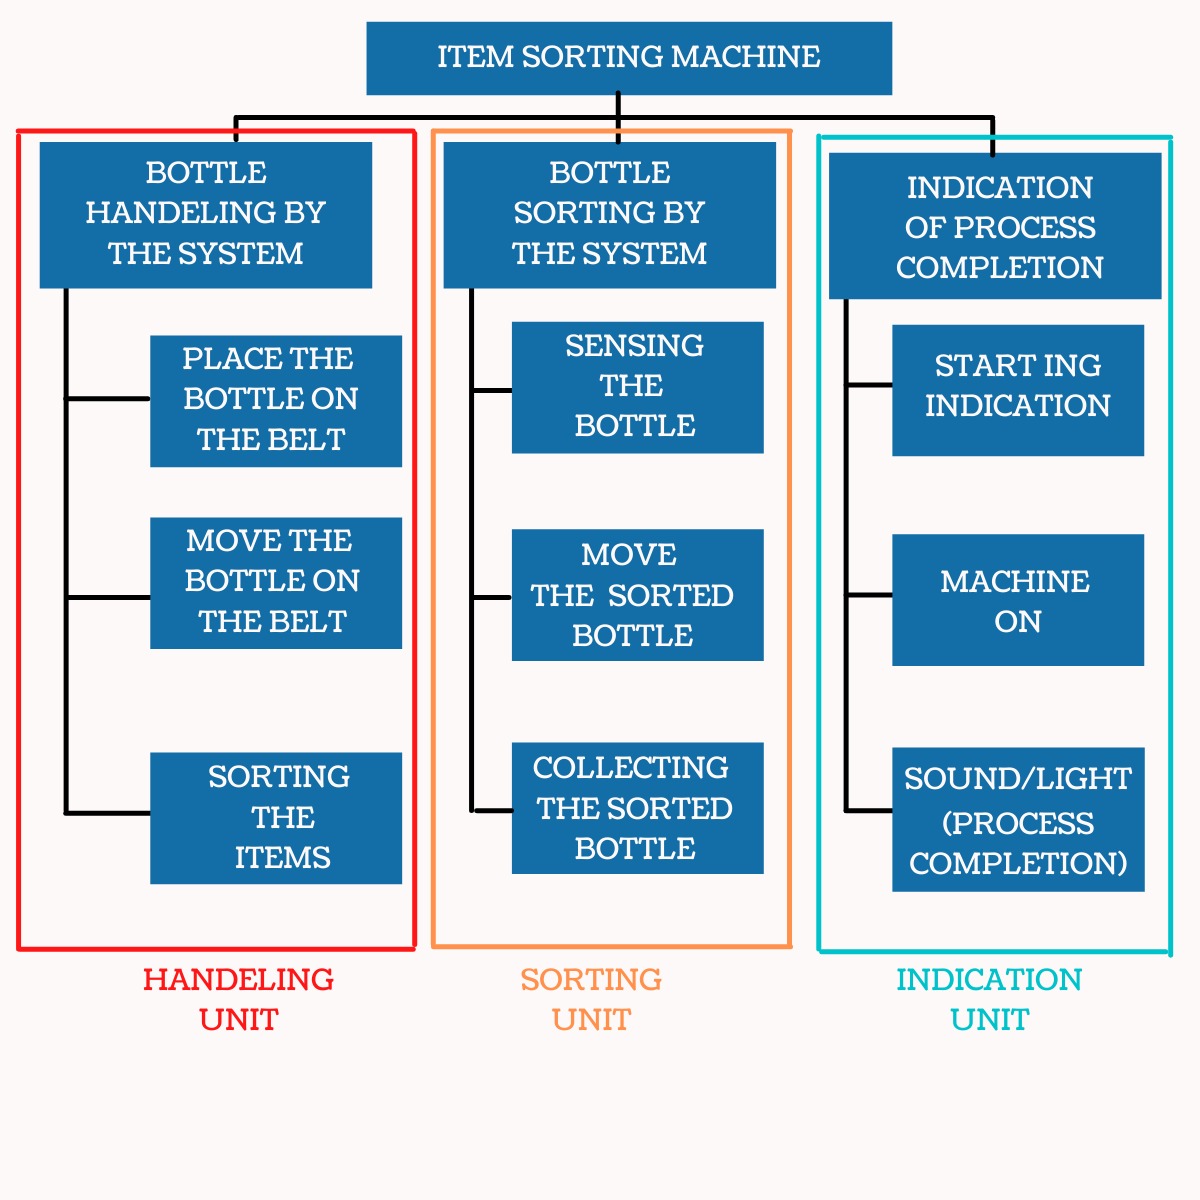 ITEM SORTING MACHINE
BOTTLE
HANDELING BY
THE SYSTEM
PLACE THE
BOTTLE ON
THE BELT
MOVE THE
BOTTLE ON
THE BELT
SORTING
THE
ITEMS
HANDELING
UNIT
BOTTLE
SORTING BY
THE SYSTEM
SENSING
THE
BOTTLE
MOVE
THE SORTED
BOTTLE
COLLECTING
THE SORTED
BOTTLE
SORTING
UNIT
INDICATION
OF PROCESS
COMPLETION
START ING
INDICATION
MACHINE
ON
SOUND/LIGHT
(PROCESS
COMPLETION)
INDICATION
UNIT